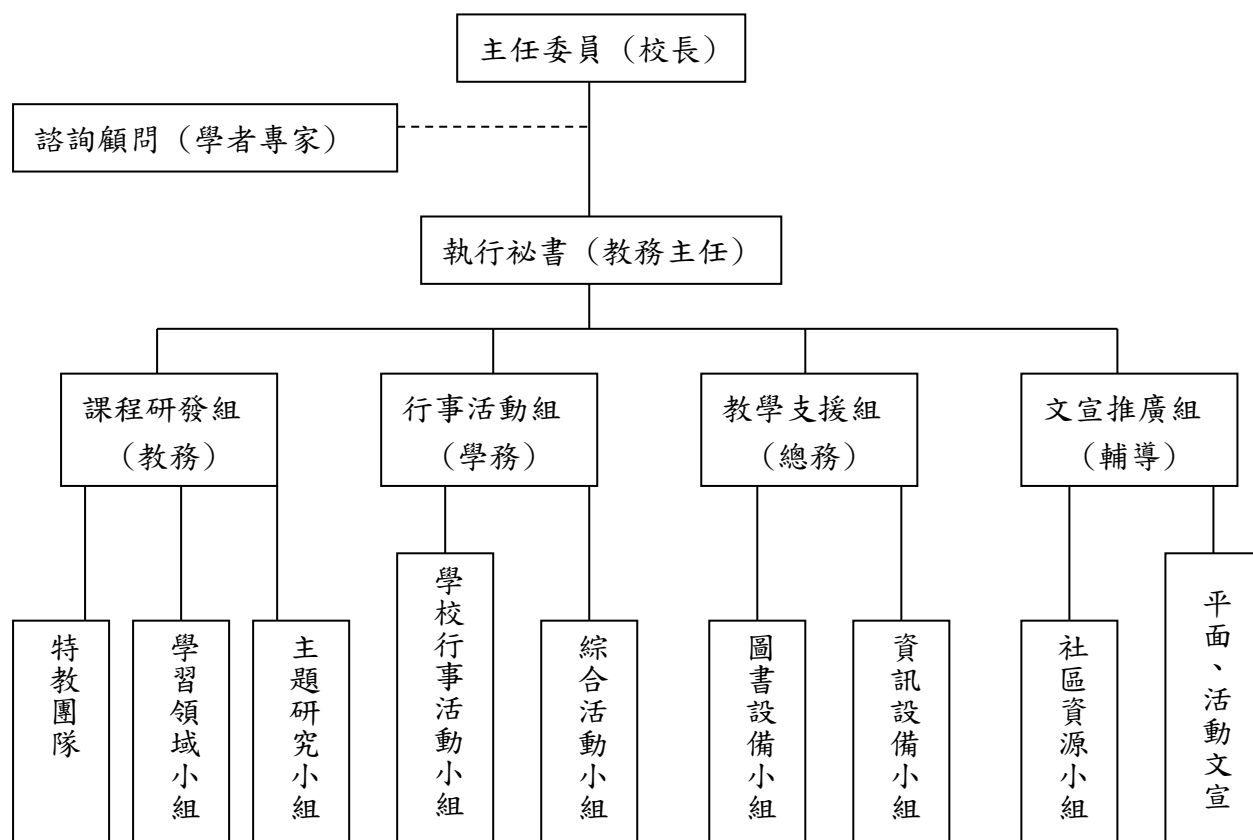 主任委員（校長）
諮詢顧問（學者專家）
執行祕書（教務主任）
課程研發組
（教務）
行事活動組
（學務）
教學支援組
（總務）
文宣推廣組
（輔導）
特教團隊
學習領域小組
主題研究小組
學校行事活動小組
綜合活動小組
圖書設備小組
資訊設備小組
社區資源小組
平面、活動文宣